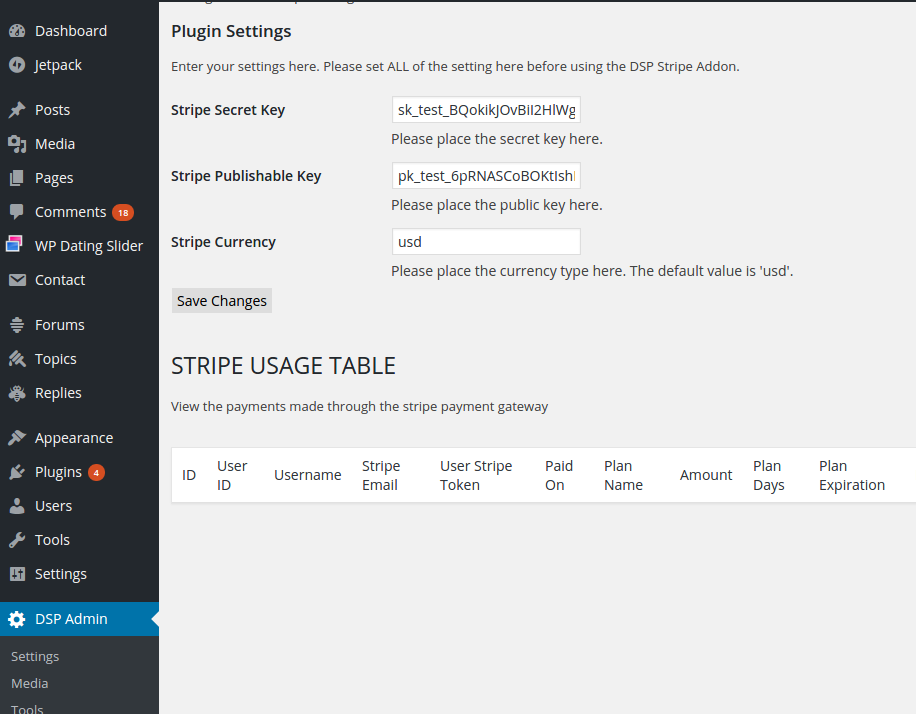 Dashboard
Jetpack
Posts
Media
Pages
Comments 18
WP Dating Slider
Contact
Forums
Topics
Replies
Appearance
Plugins 4
Users
Tools
Settings
DSP Admin
Settings
Media
Tools
Plugin Settings
Enter your settings here. Please set ALL of the setting here before using the DSP Stripe Addon.
Stripe Secret Key sk_test_BQokikJOvBiI2HlWg
Please place the secret key here.
Stripe Publishable Key pk_test_6pRNASCoBOKtIsh
Please place the public key here.
Stripe Currency usd
Please place the currency type here. The default value is 'usd'.
Save Changes
STRIPE USAGE TABLE
View the payments made through the stripe payment gateway
ID User ID Username Stripe Email User Stripe Token Paid On Plan Name Amount Plan Days Plan Expiration